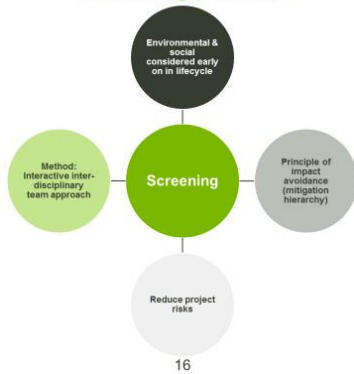 Environmental &
social
considered early
on in lifecycle
Method:
Interactive inter-
disciplinary
team approach
Screening
Principle of
impact
avoidance
(mitigation
hierarchy)
Reduce project
risks
16